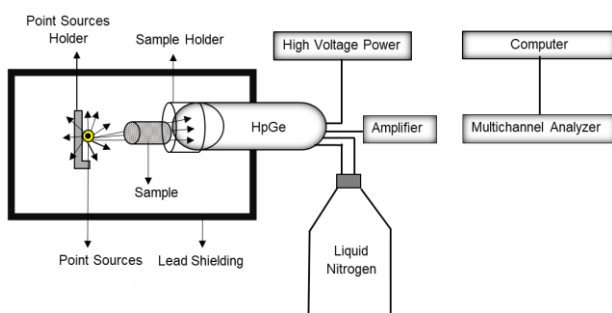 Point Sources
Holder
Sample Holder
High Voltage Power
Computer
HpGe
Amplifier
Multichannel Analyzer
Sample
Point Sources
Lead Shielding
Liquid
Nitrogen